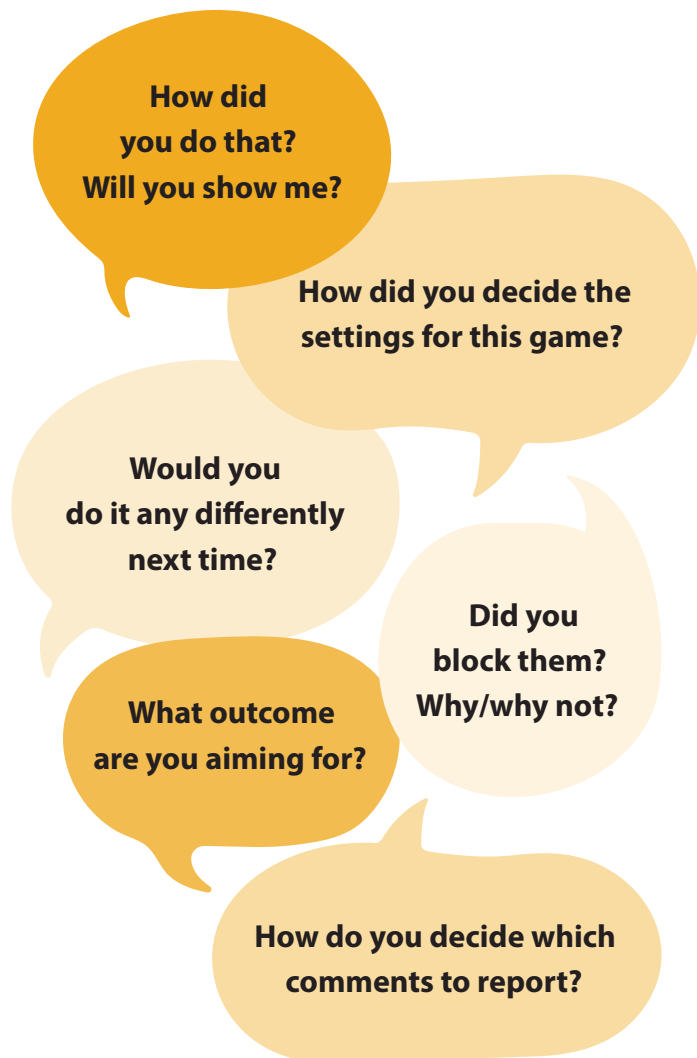 How did
you do that?
Will you show me?
How did you decide the
settings for this game?
Would you
do it any differently
next time?
Did you
block them?
Why/why not?
What outcome
are you aiming for?
How do you decide which
comments to report?